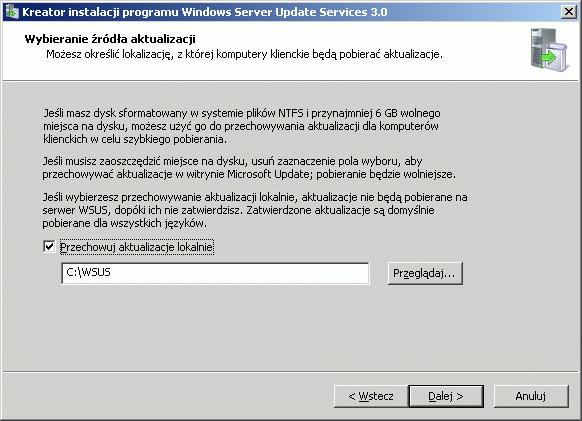 Kreator instalacji programu Windows Server Update Services 3.0
Wybieranie źródła aktualizacji
Możesz określić lokalizację, z której komputery klienckie będą pobierać aktualizacje.
Jeśli masz dysk sformatowany w systemie plików NTFS i przynajmniej 6 GB wolnego
miejsca na dysku, możesz użyć go do przechowywania aktualizacji dla komputerów
klienckich w celu szybkiego pobierania.
Jeśli musisz zaoszczędzić miejsce na dysku, usuń zaznaczenie pola wyboru, aby
przechowywać aktualizacje w witrynie Microsoft Update; pobieranie będzie wolniejsze.
Jeśli wybierzesz przechowywanie aktualizacji lokalnie, aktualizacje nie będą pobierane na
serwer WSUS, dopóki ich nie zatwierdzisz. Zatwierdzone aktualizacje są domyślnie
pobierane dla wszystkich języków.
Przechowuj aktualizacje lokalnie
C:\WSUS
Przeglądaj...
< Wstecz
Dalej >
Anuluj